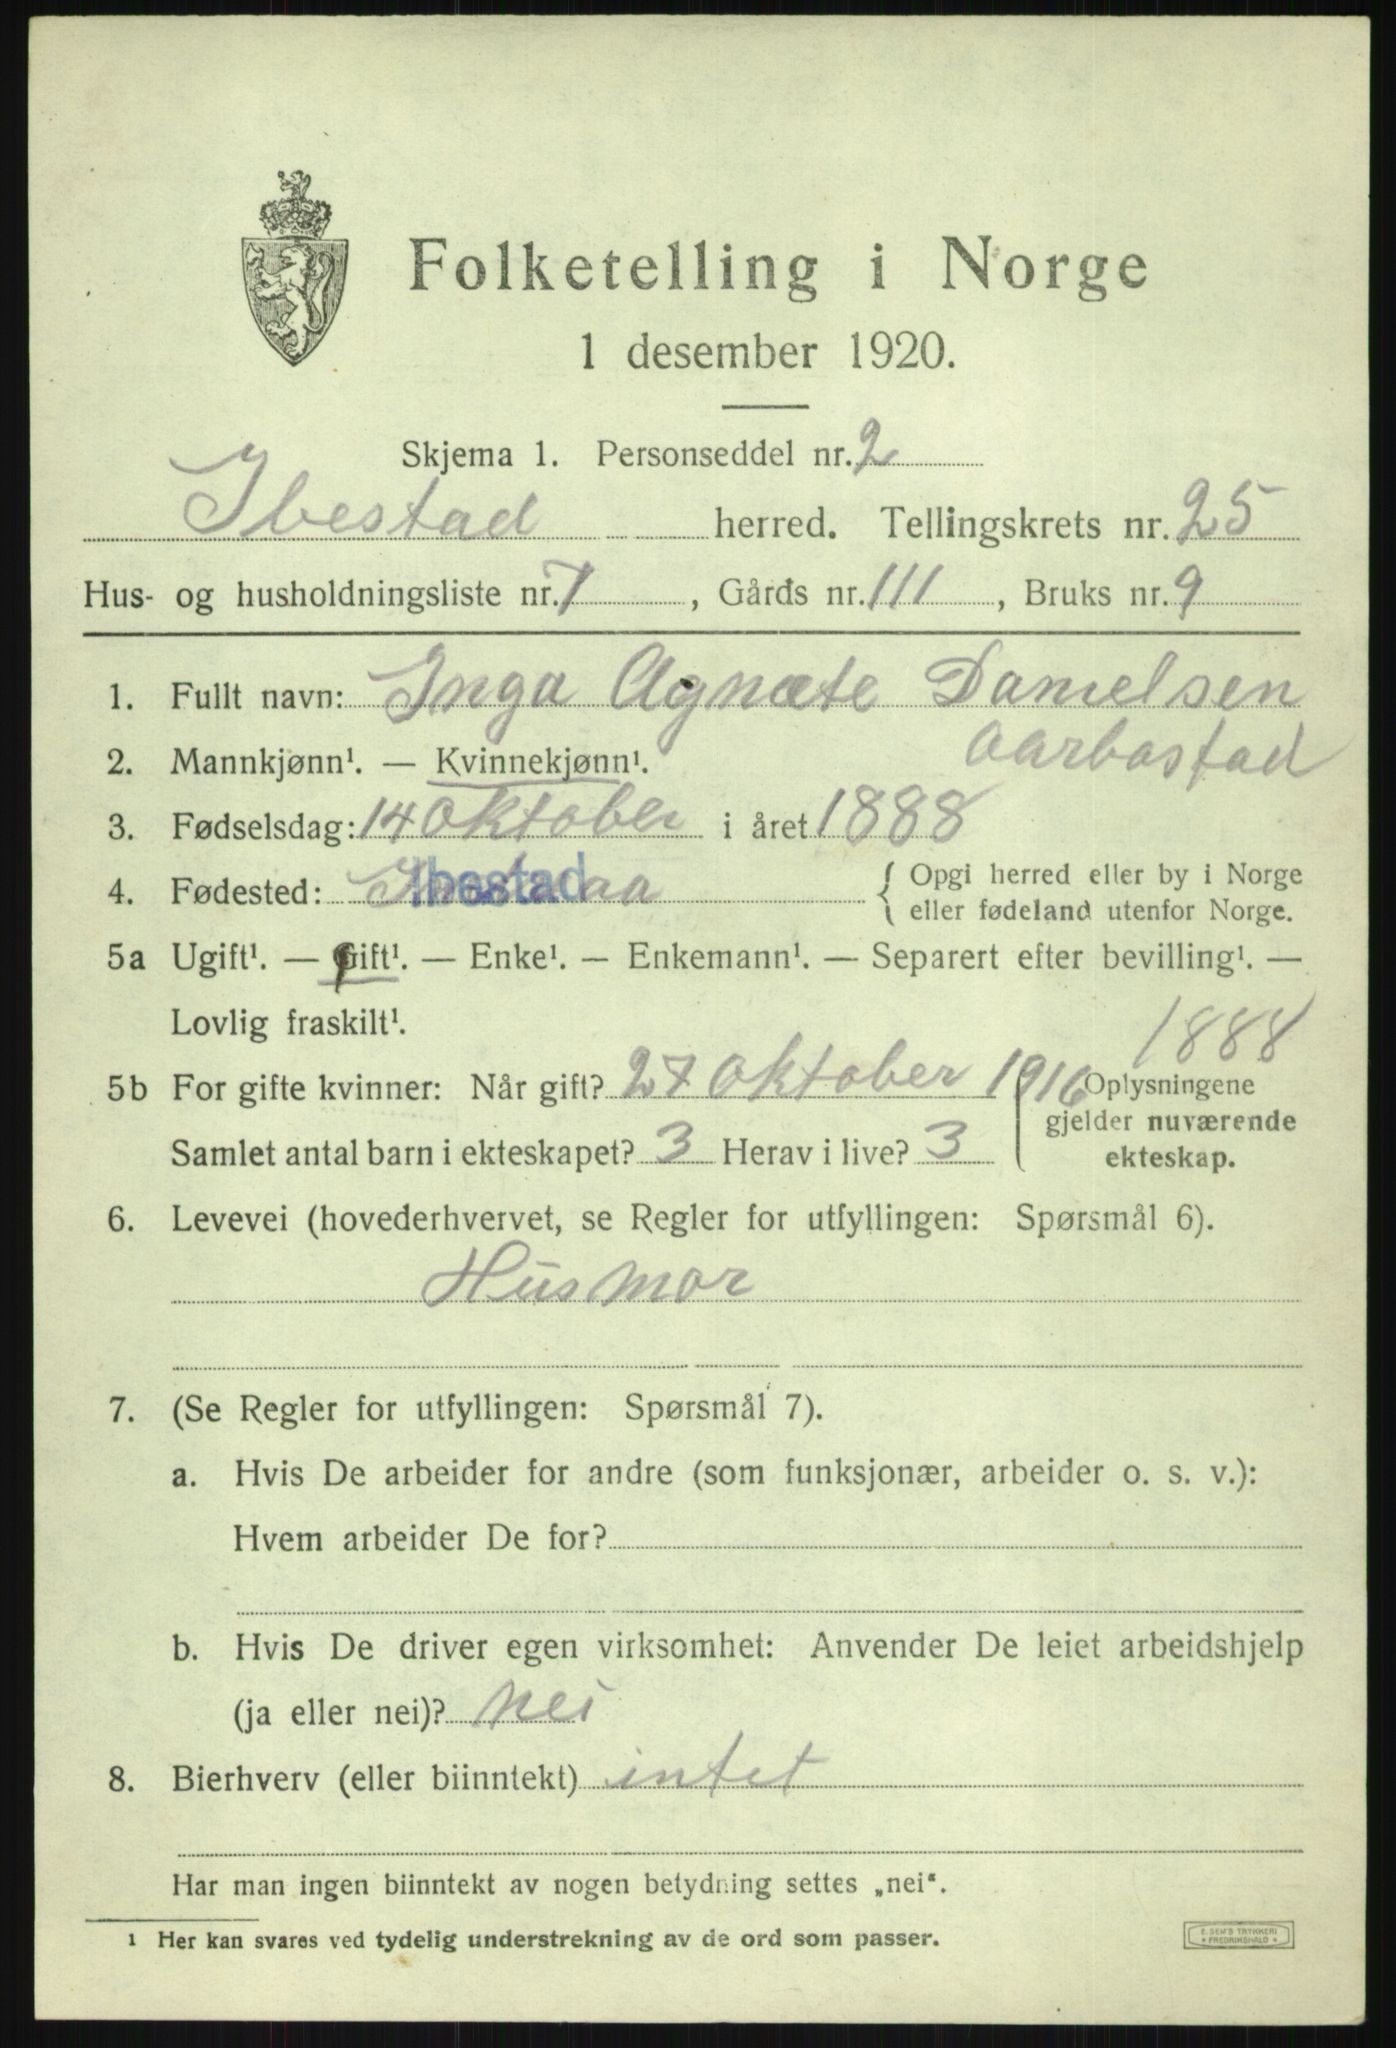 Folketelling i Norge
1 desember 1920.
Skjema 1. Personseddel nr. 2
Ibestad herred. Tellingskrets nr. 25
Hus- og husholdningsliste nr. 7, Gårds nr. 111, Bruks nr. 9
1. Fullt navn: Inga Agnæte Danielsen
Aarbostad
2. Mannkjønn¹. — Kvinnekjønn¹.
3. Fødselsdag: 14 Oktober i året 1888
4. Fødested: Ibestad { Opgi herred eller by i Norge
eller fødeland utenfor Norge.
5a Ugift¹. — Gift¹. — Enke¹. — Enkemann¹. — Separert efter bevilling¹. —
Lovlig fraskilt¹.
1888
5b For gifte kvinner: Når gift? 27 Oktober 1916 Oplysningene
gjelder nuværende
Samlet antal barn i ekteskapet? 3 Herav i live? 3 ekteskap.
6. Levevei (hovederhvervet, se Regler for utfyllingen: Spørsmål 6).
Husmor
7. (Se Regler for utfyllingen: Spørsmål 7).
a. Hvis De arbeider for andre (som funksjonær, arbeider o. s. v.):
Hvem arbeider De for?
b. Hvis De driver egen virksomhet: Anvender De leiet arbeidshjelp
(ja eller nei)? nei
8. Bierhverv (eller biinntekt) intet
Har man ingen biinntekt av nogen betydning settes „nei“.
¹ Her kan svares ved tydelig understrekning av de ord som passer.
E. SEM'S TRYKKERI
* FREDRIKSHALD *